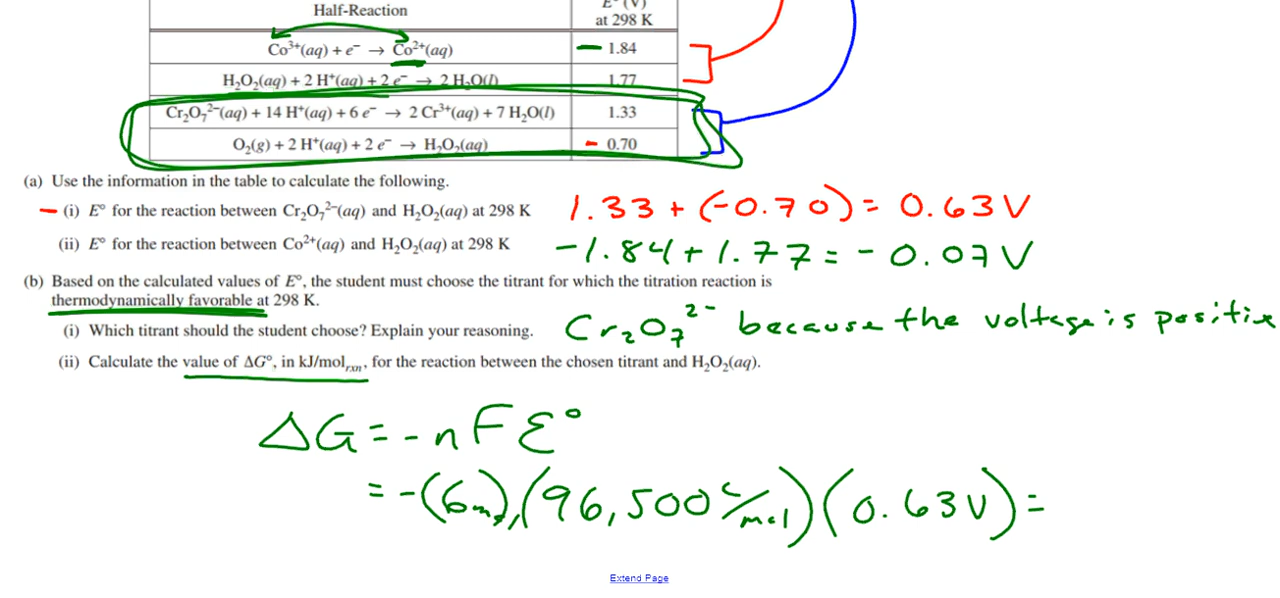 Half-Reaction
E° (V)
at 298 K
Co³⁺(aq) + e⁻ → Co²⁺(aq) – 1.84
H₂O₂(aq) + 2 H⁺(aq) + 2 e⁻ → 2 H₂O(l) 1.77
Cr₂O₇²⁻(aq) + 14 H⁺(aq) + 6 e⁻ → 2 Cr³⁺(aq) + 7 H₂O(l) 1.33
O₂(g) + 2 H⁺(aq) + 2 e⁻ → H₂O₂(aq) - 0.70
(a) Use the information in the table to calculate the following.
– (i) E° for the reaction between Cr₂O₇²⁻(aq) and H₂O₂(aq) at 298 K 1.33 + (-0.70) = 0.63 V
(ii) E° for the reaction between Co²⁺(aq) and H₂O₂(aq) at 298 K -1.84 + 1.77 = -0.07 V
(b) Based on the calculated values of E°, the student must choose the titrant for which the titration reaction is
thermodynamically favorable at 298 K.
(i) Which titrant should the student choose? Explain your reasoning. Cr₂O₇²⁻ because the voltage is positive
(ii) Calculate the value of ΔG°, in kJ/molᵣₓₙ, for the reaction between the chosen titrant and H₂O₂(aq).
ΔG = -nFE°
= -(6 mol)(96,500 C/mol)(0.63 V) =
Extend Page